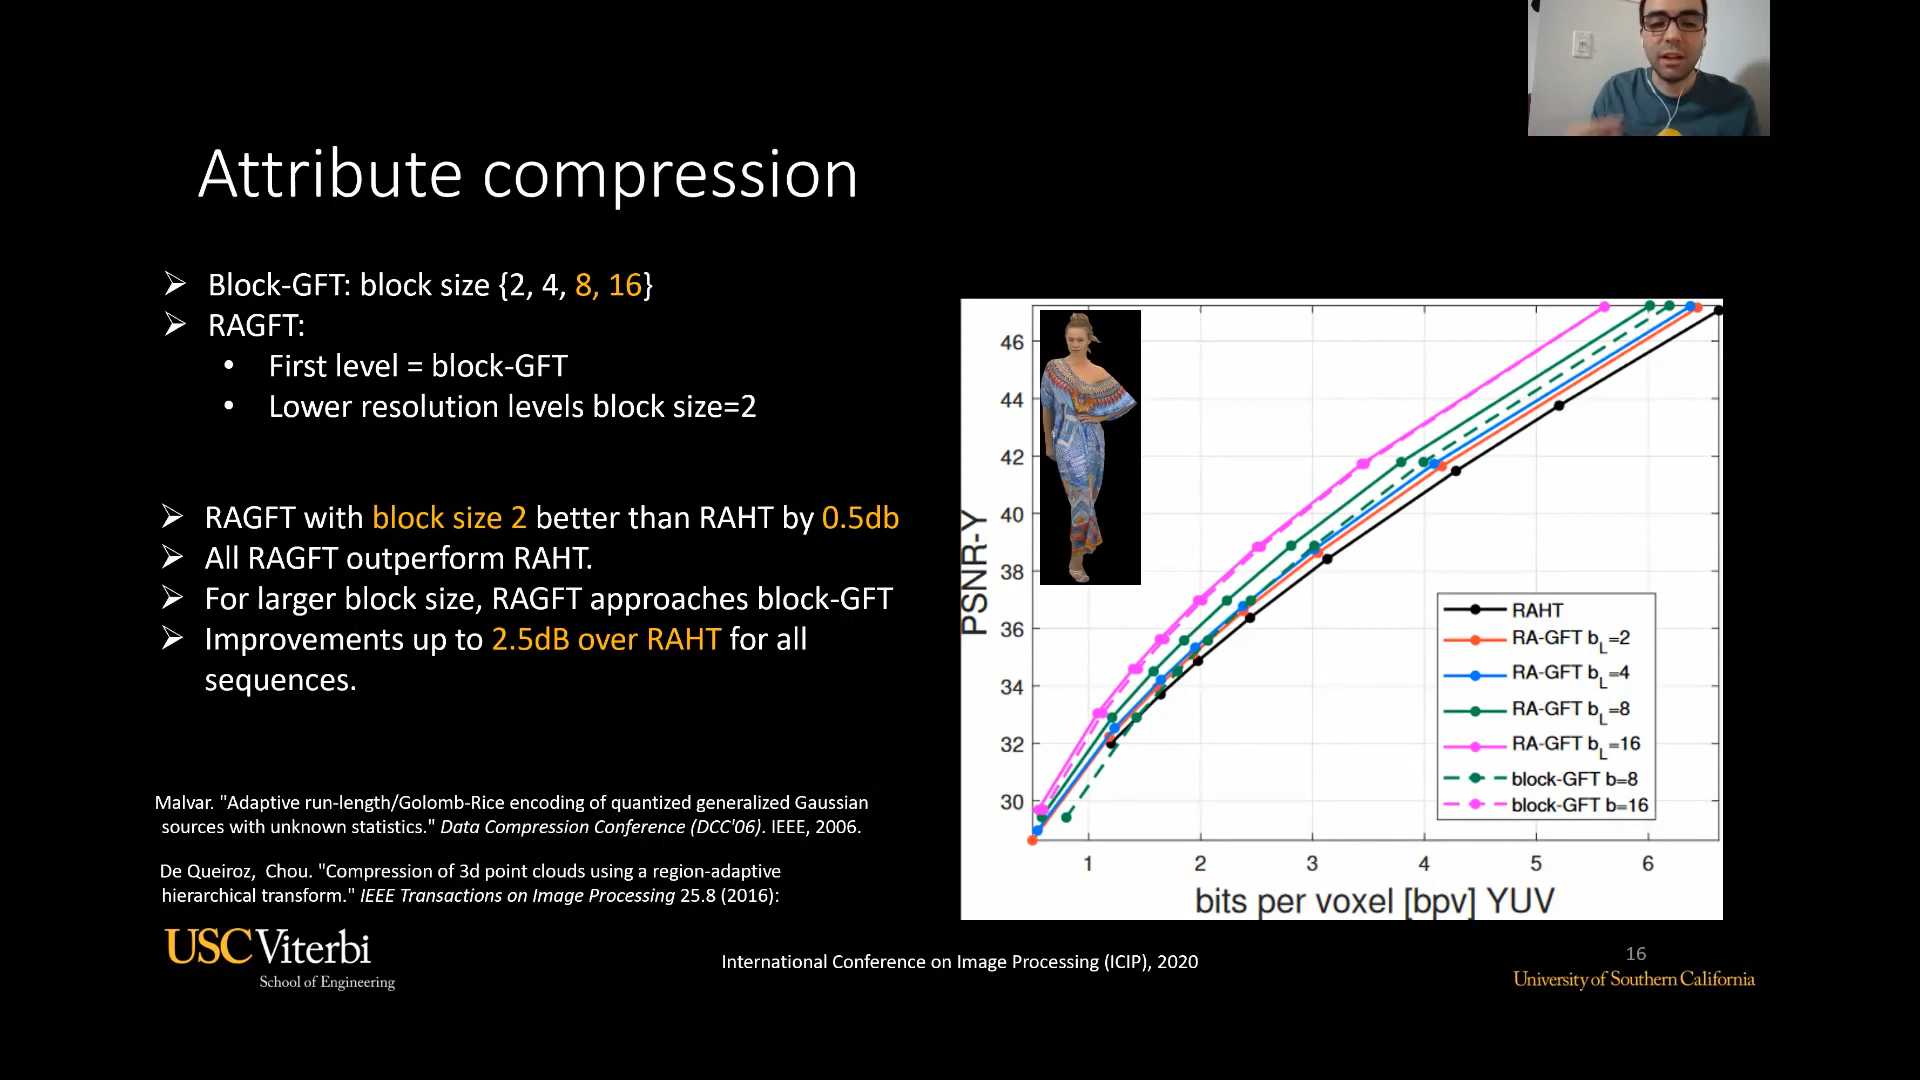 Attribute compression
➢ Block-GFT: block size {2, 4, 8, 16}
➢ RAGFT:
• First level = block-GFT
• Lower resolution levels block size=2
➢ RAGFT with block size 2 better than RAHT by 0.5db
➢ All RAGFT outperform RAHT.
➢ For larger block size, RAGFT approaches block-GFT
➢ Improvements up to 2.5dB over RAHT for all
sequences.
Malvar. "Adaptive run-length/Golomb-Rice encoding of quantized generalized Gaussian
sources with unknown statistics." Data Compression Conference (DCC'06). IEEE, 2006.
De Queiroz, Chou. "Compression of 3d point clouds using a region-adaptive
hierarchical transform." IEEE Transactions on Image Processing 25.8 (2016):
PSNR-Y
46
44
42
40
38
36
34
32
30
1 2 3 4 5 6
bits per voxel [bpv] YUV
RAHT
RA-GFT b_L=2
RA-GFT b_L=4
RA-GFT b_L=8
RA-GFT b_L=16
block-GFT b=8
block-GFT b=16
USC Viterbi
School of Engineering
International Conference on Image Processing (ICIP), 2020
16
University of Southern California